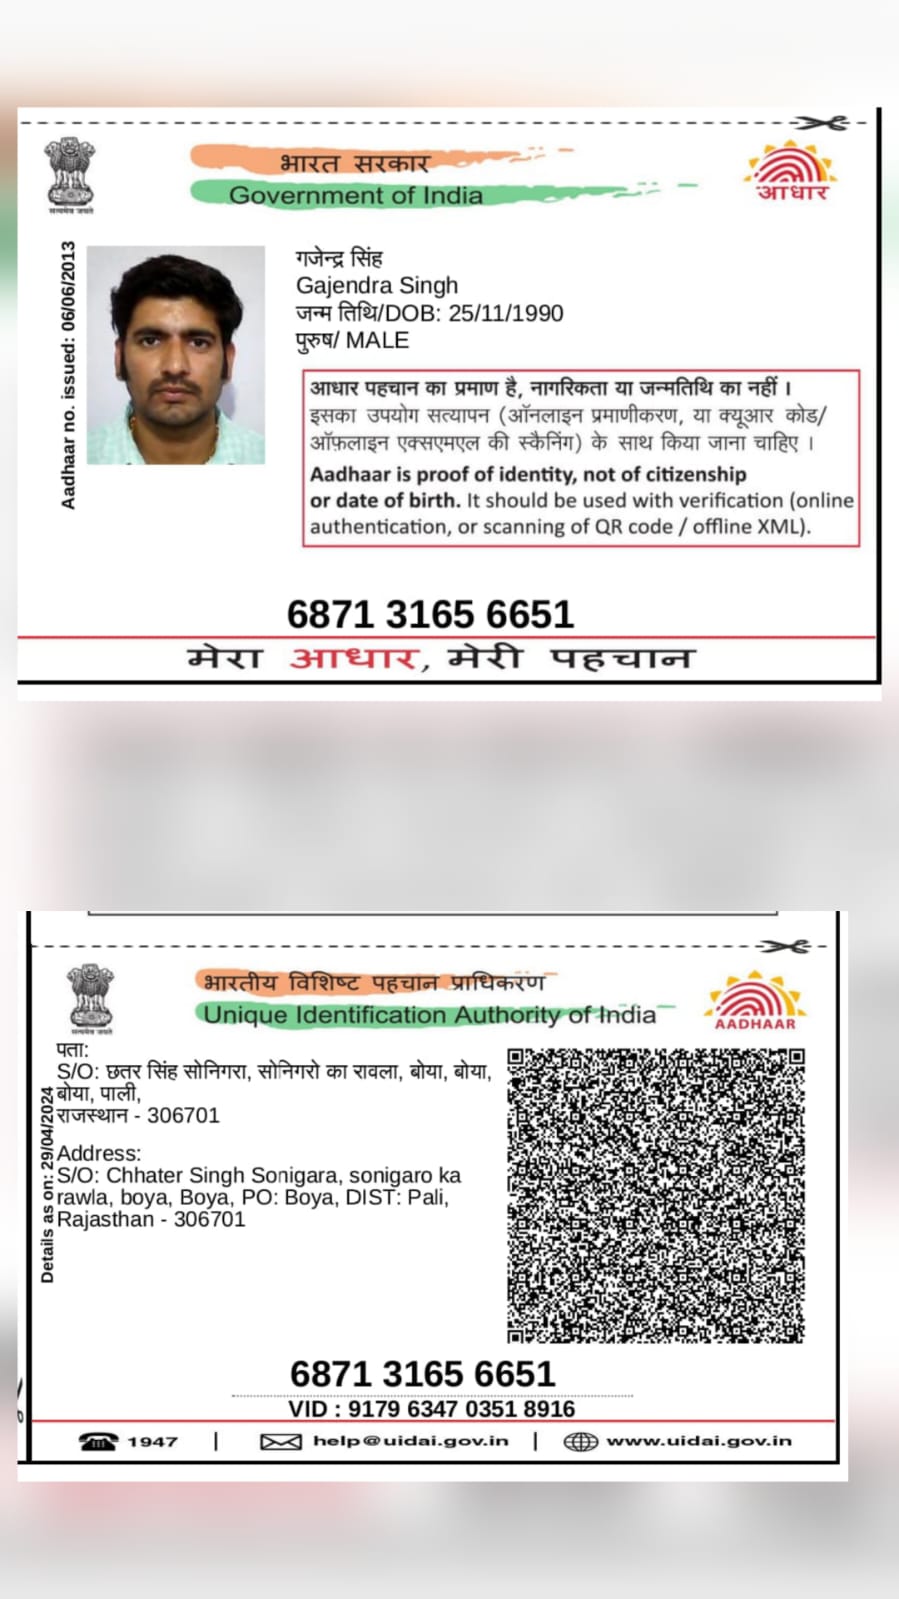 भारत सरकार
Government of India
सत्यमेव जयते
आधार
Aadhaar no. issued: 06/06/2013
गजेन्द्र सिंह
Gajendra Singh
जन्म तिथि/DOB: 25/11/1990
पुरुष/ MALE
आधार पहचान का प्रमाण है, नागरिकता या जन्मतिथि का नहीं ।
इसका उपयोग सत्यापन (ऑनलाइन प्रमाणीकरण, या क्यूआर कोड/
ऑफ़लाइन एक्सएमएल की स्कैनिंग) के साथ किया जाना चाहिए ।
Aadhaar is proof of identity, not of citizenship
or date of birth. It should be used with verification (online
authentication, or scanning of QR code / offline XML).
6871 3165 6651
मेरा आधार, मेरी पहचान
भारतीय विशिष्ट पहचान प्राधिकरण
Unique Identification Authority of India
सत्यमेव जयते
AADHAAR
Details as on: 29/04/2024
पता:
S/O: छतर सिंह सोनिगरा, सोनिगरो का रावला, बोया, बोया,
बोया, पाली,
राजस्थान - 306701
Address:
S/O: Chhater Singh Sonigara, sonigaro ka
rawla, boya, Boya, PO: Boya, DIST: Pali,
Rajasthan - 306701
6871 3165 6651
VID : 9179 6347 0351 8916
1947 | help@uidai.gov.in | www.uidai.gov.in